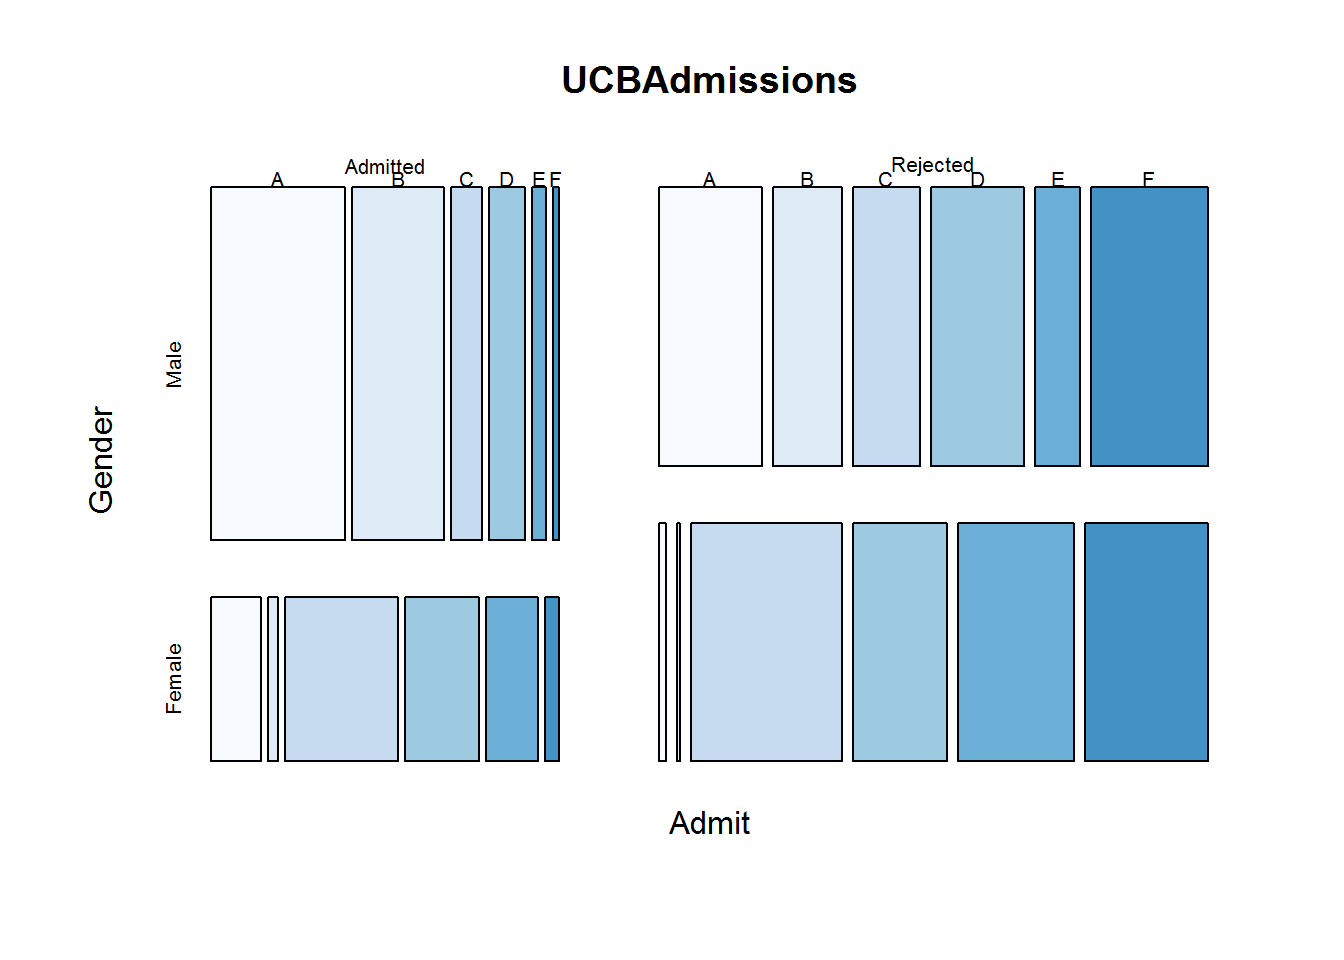 UCBAdmissions
Admitted Rejected
A B C D E F A B C D E F
Male
Gender
Female
Admit